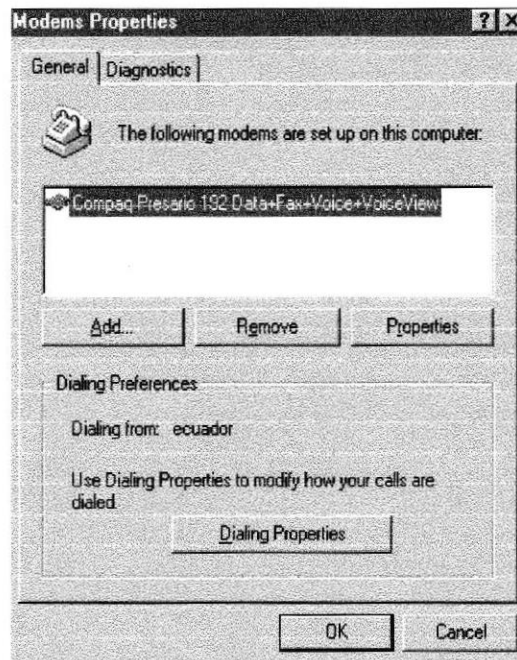 Modems Properties
General Diagnostics
The following modems are set up on this computer:
Compaq Presario 192 Data+Fax+Voice+VoiceView
Add... Remove Properties
Dialing Preferences
Dialing from: ecuador
Use Dialing Properties to modify how your calls are
dialed.
Dialing Properties
OK Cancel